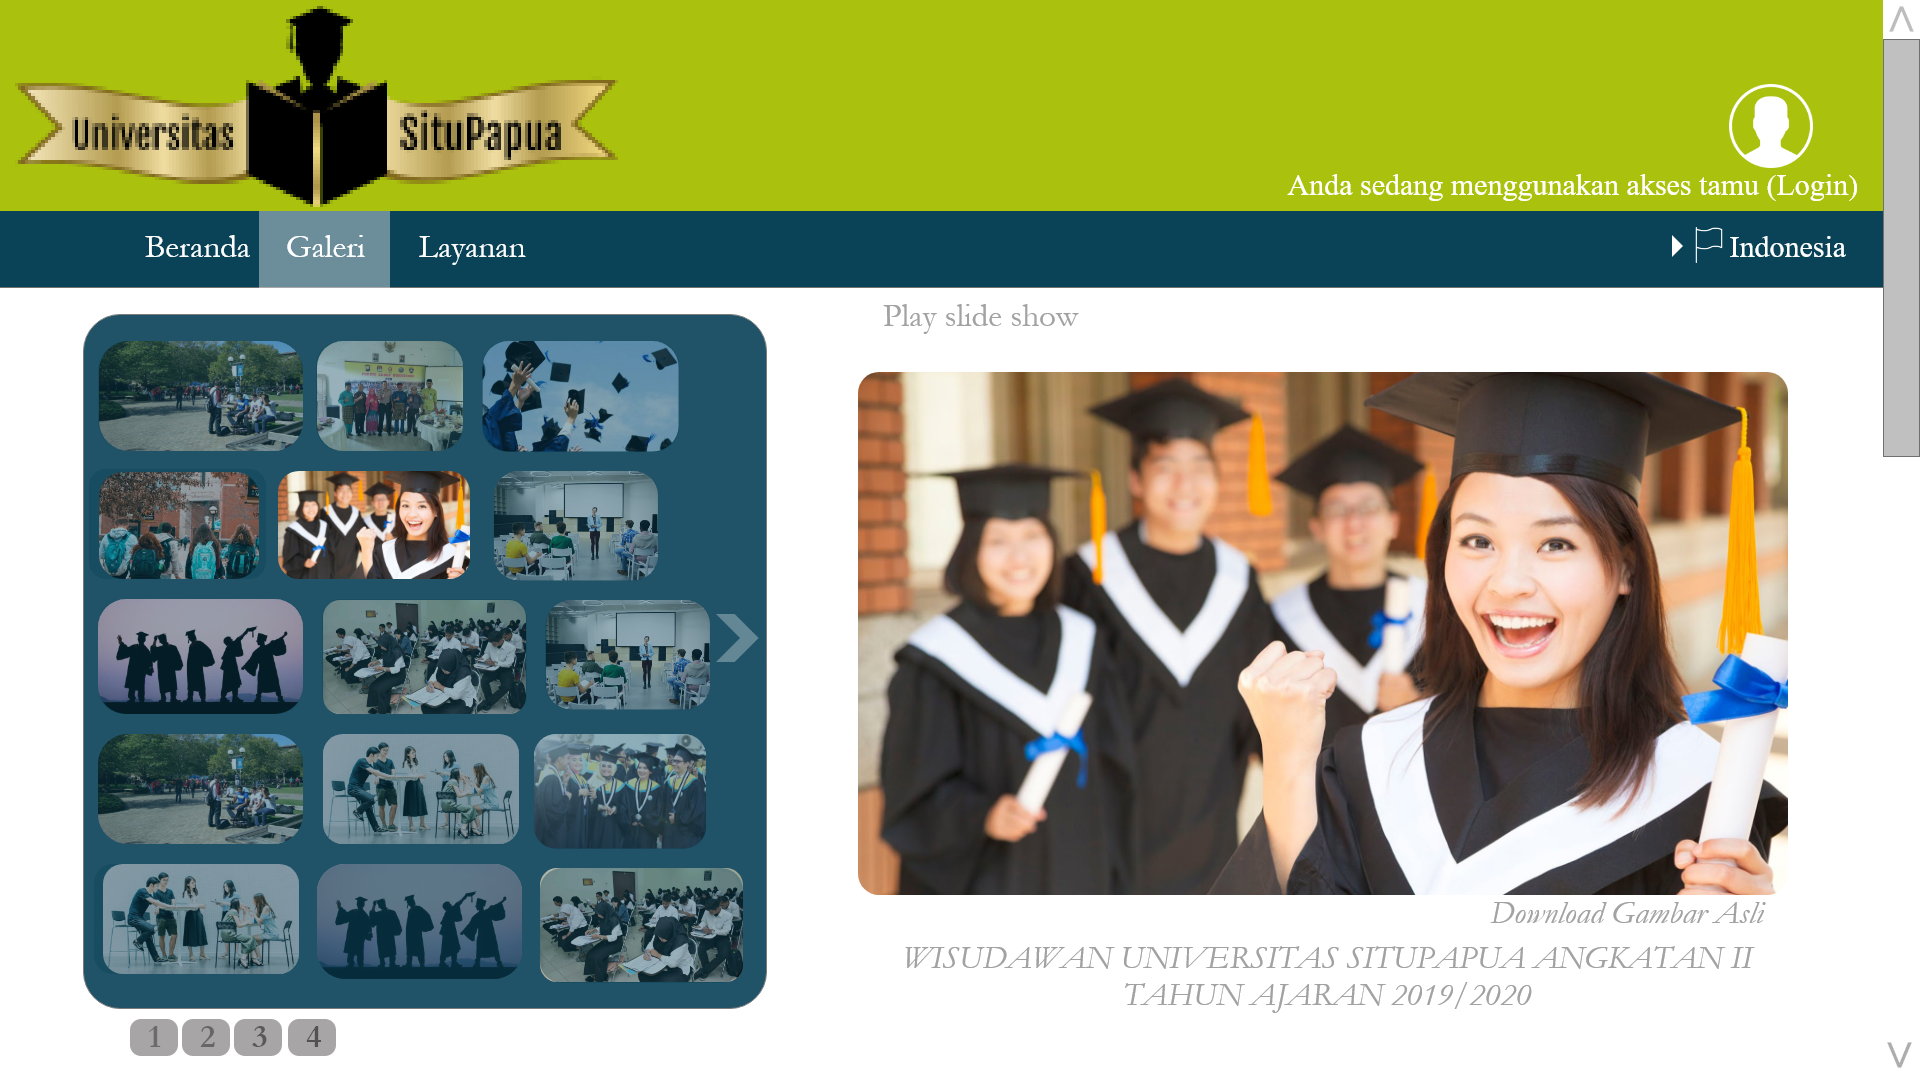 Universitas SituPapua
Anda sedang menggunakan akses tamu (Login)
Beranda Galeri Layanan Indonesia
Play slide show
Download Gambar Asli
WISUDAWAN UNIVERSITAS SITUPAPUA ANGKATAN II
TAHUN AJARAN 2019/2020
1 2 3 4